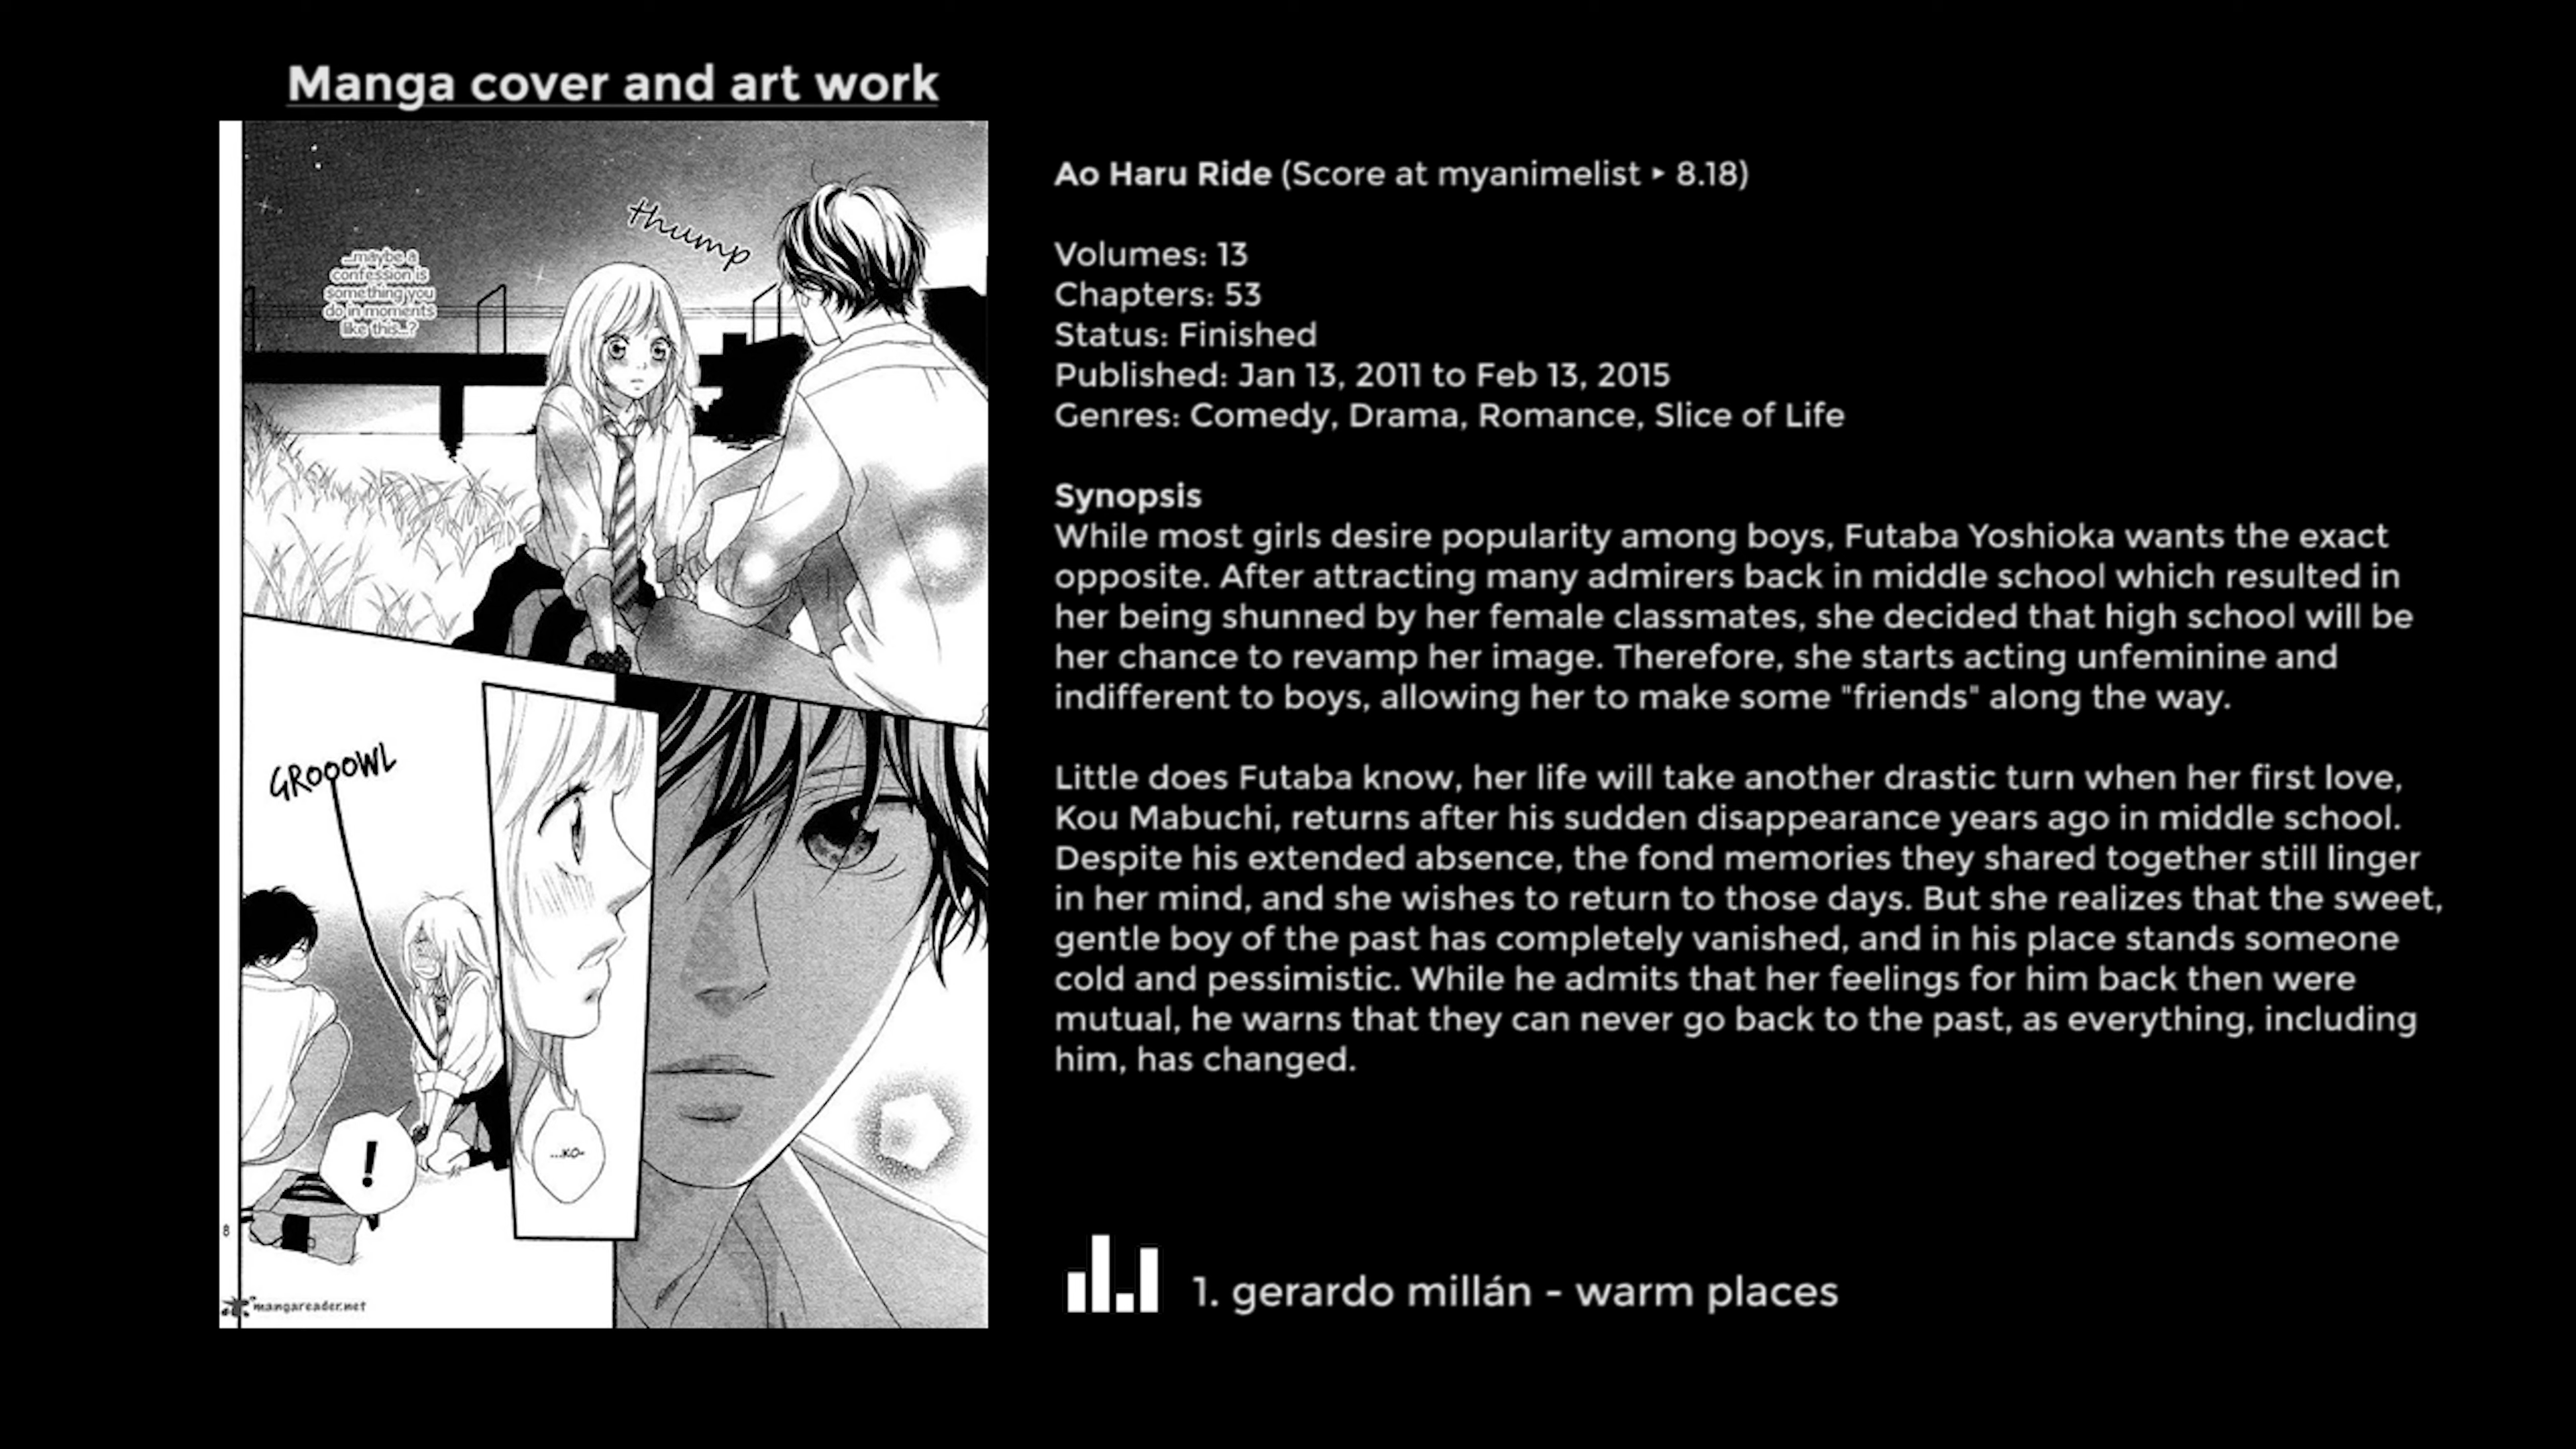 Manga cover and art work
thump
...maybe a
confession is
something you
do in moments
like this...?
GROOOWL
!
...KO-
8
mangareader.net
Ao Haru Ride (Score at myanimelist ▸ 8.18)
Volumes: 13
Chapters: 53
Status: Finished
Published: Jan 13, 2011 to Feb 13, 2015
Genres: Comedy, Drama, Romance, Slice of Life
Synopsis
While most girls desire popularity among boys, Futaba Yoshioka wants the exact
opposite. After attracting many admirers back in middle school which resulted in
her being shunned by her female classmates, she decided that high school will be
her chance to revamp her image. Therefore, she starts acting unfeminine and
indifferent to boys, allowing her to make some "friends" along the way.
Little does Futaba know, her life will take another drastic turn when her first love,
Kou Mabuchi, returns after his sudden disappearance years ago in middle school.
Despite his extended absence, the fond memories they shared together still linger
in her mind, and she wishes to return to those days. But she realizes that the sweet,
gentle boy of the past has completely vanished, and in his place stands someone
cold and pessimistic. While he admits that her feelings for him back then were
mutual, he warns that they can never go back to the past, as everything, including
him, has changed.
1. gerardo millán - warm places